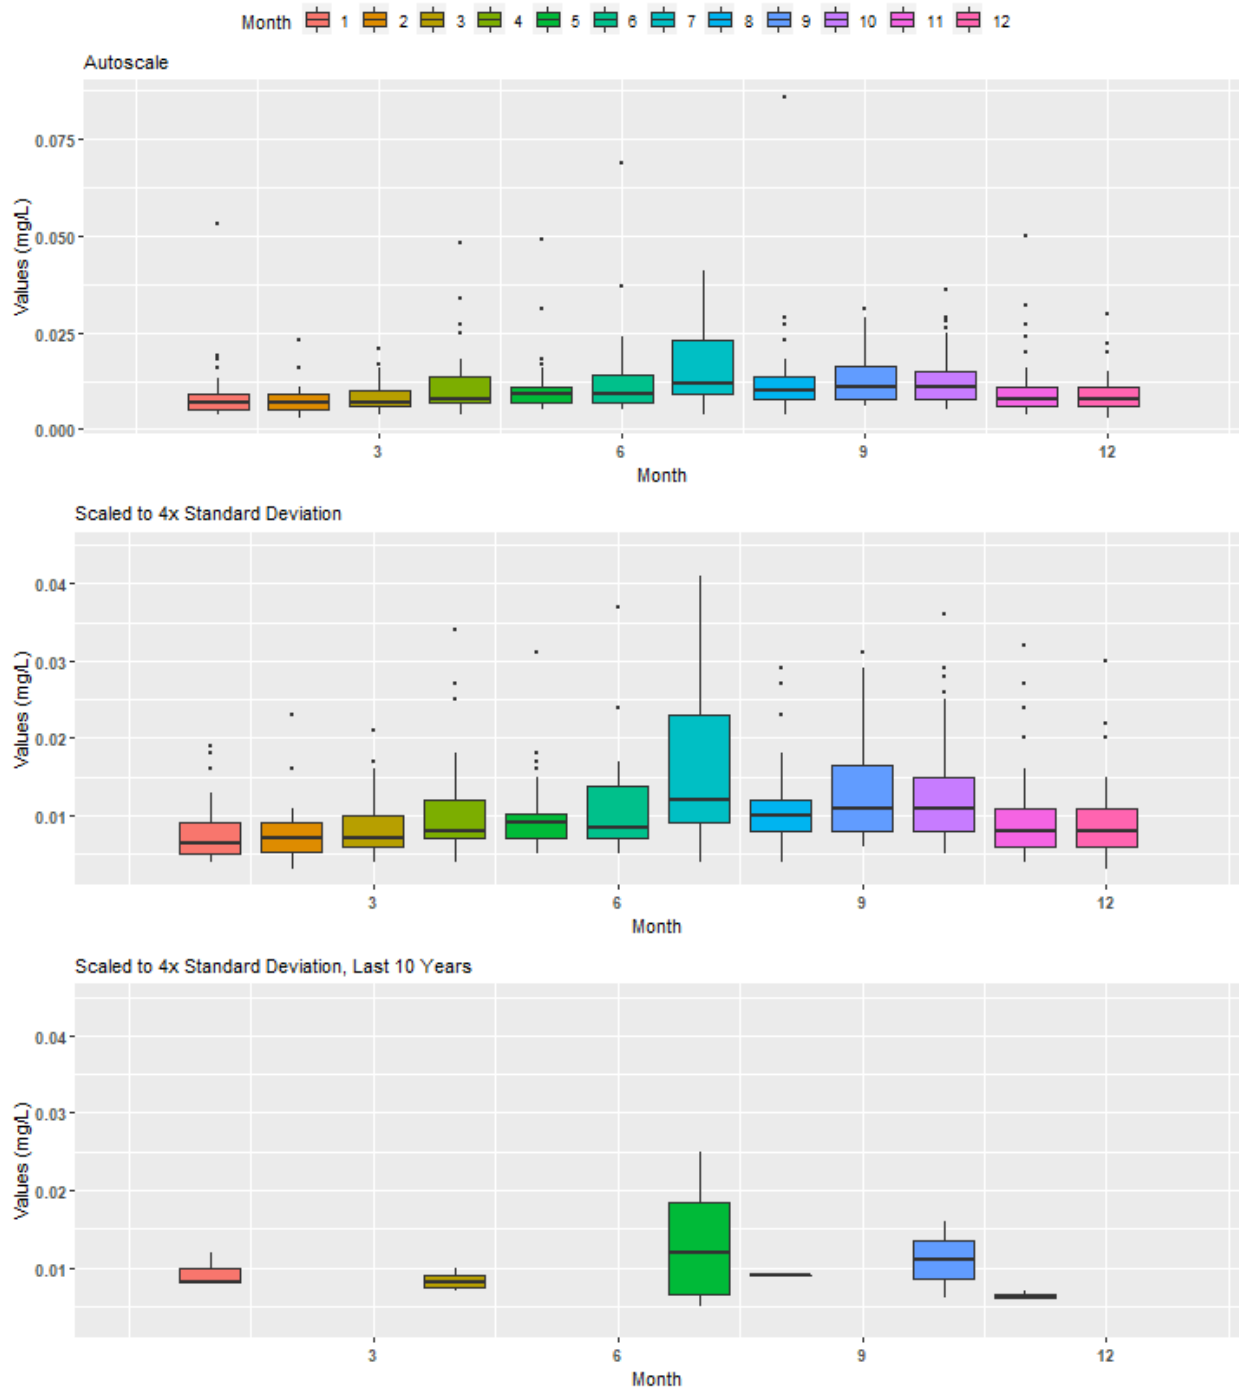 Month 1 2 3 4 5 6 7 8 9 10 11 12
Autoscale
Values (mg/L)
0.075
0.050
0.025
0.000
3 6 9 12
Month
Scaled to 4x Standard Deviation
Values (mg/L)
0.04
0.03
0.02
0.01
3 6 9 12
Month
Scaled to 4x Standard Deviation, Last 10 Years
Values (mg/L)
0.04
0.03
0.02
0.01
3 6 9 12
Month